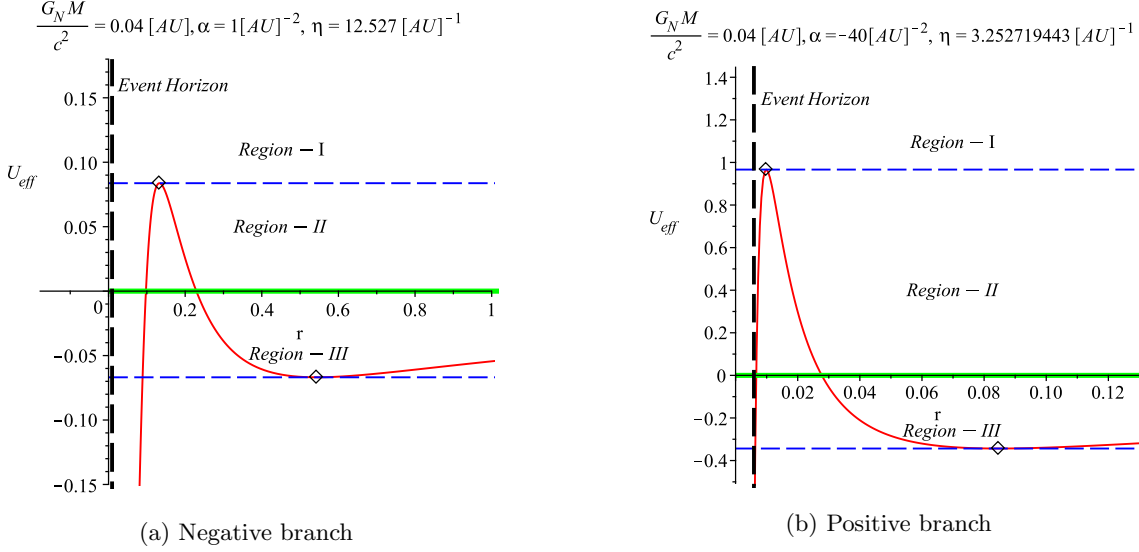 G_N M / c^2 = 0.04 [AU], α = 1[AU]^{-2}, η = 12.527 [AU]^{-1}
Event Horizon
0.15
Region – I
0.10
U_eff
0.05
Region – II
0 0.2 0.4 0.6 0.8 1
r
−0.05
Region – III
−0.10
−0.15
(a) Negative branch
G_N M / c^2 = 0.04 [AU], α = −40[AU]^{-2}, η = 3.252719443 [AU]^{-1}
1.4
Event Horizon
1.2
Region – I
1
0.8
U_eff
0.6
Region – II
0.4
0.2
0
0.02 0.04 0.06 0.08 0.10 0.12
r
−0.2
Region – III
−0.4
(b) Positive branch